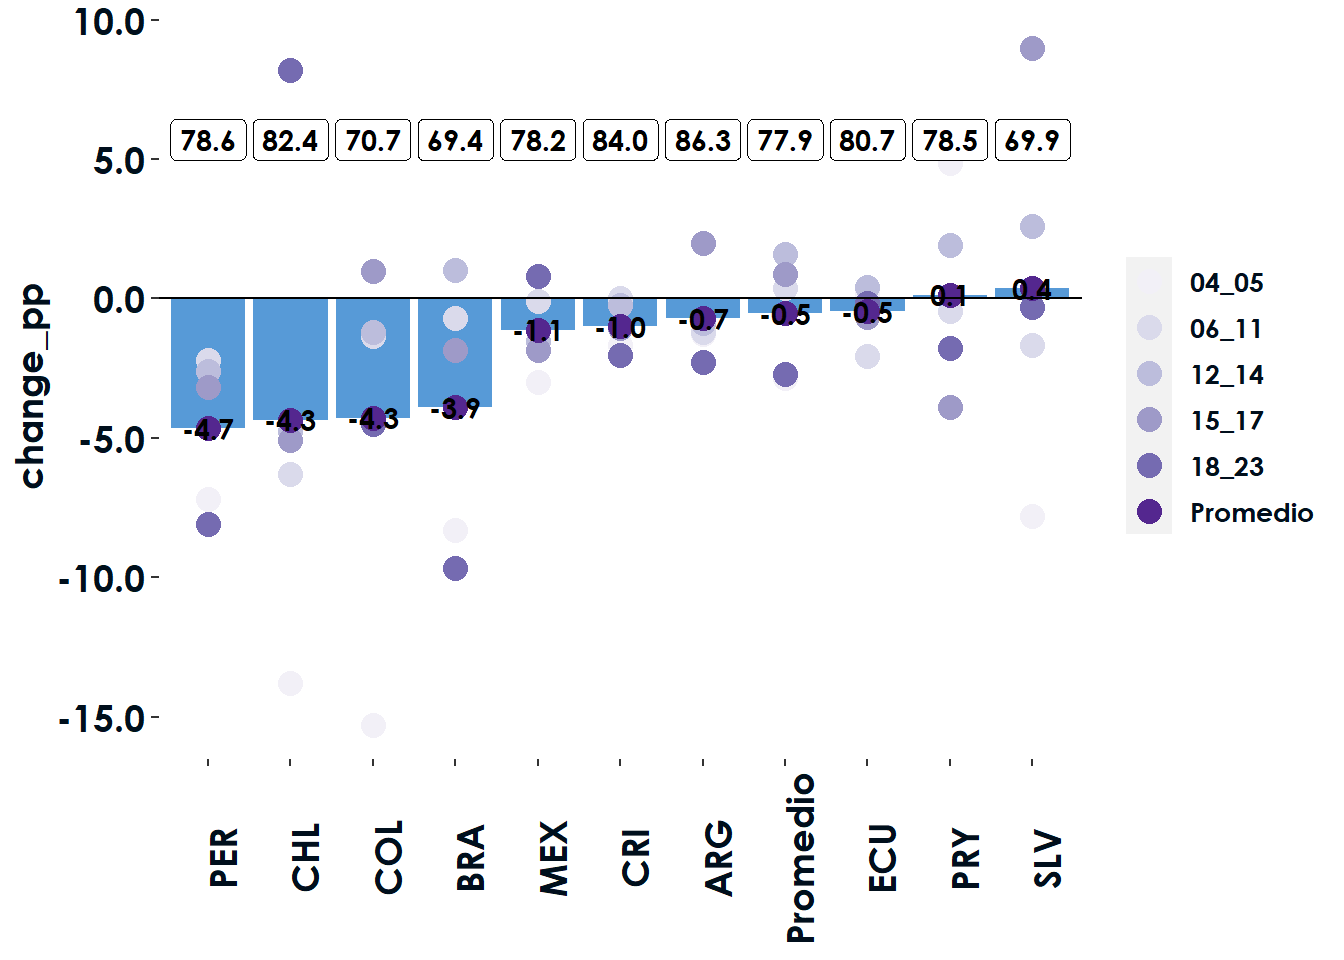 10.0
5.0
0.0
-5.0
-10.0
-15.0
change_pp
78.6 82.4 70.7 69.4 78.2 84.0 86.3 77.9 80.7 78.5 69.9
-4.7 -4.3 -4.3 -3.9 -1.1 -1.0 -0.7 -0.5 -0.5 0.1 0.4
PER CHL COL BRA MEX CRI ARG Promedio ECU PRY SLV
04_05
06_11
12_14
15_17
18_23
Promedio